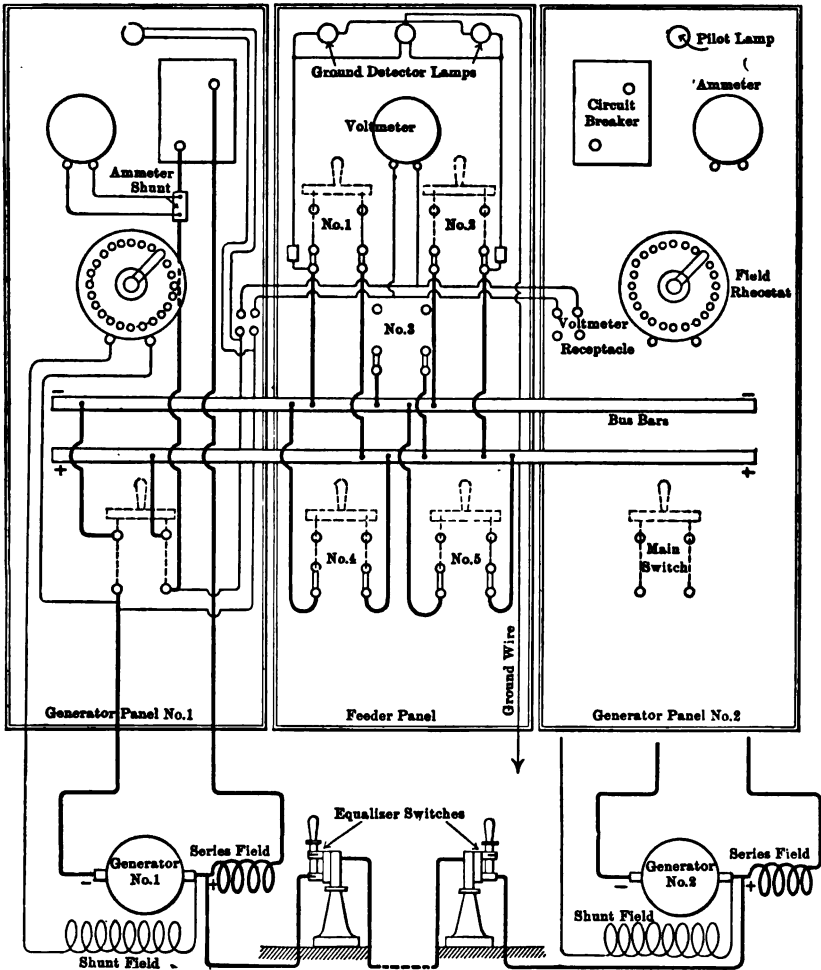 Pilot Lamp
Ground Detector Lamps
Ammeter
Circuit
Breaker
Voltmeter
Ammeter
Shunt
No.1
No.2
Field
Rheostat
No.3
Voltmeter
Receptacle
−
−
Bus Bars
+
+
No.4
No.5
Main
Switch
Ground Wire
Generator Panel No.1
Feeder Panel
Generator Panel No.2
Equalizer Switches
Series Field
Generator
No.1
−
+
Shunt Field
Series Field
Generator
No.2
−
+
Shunt Field